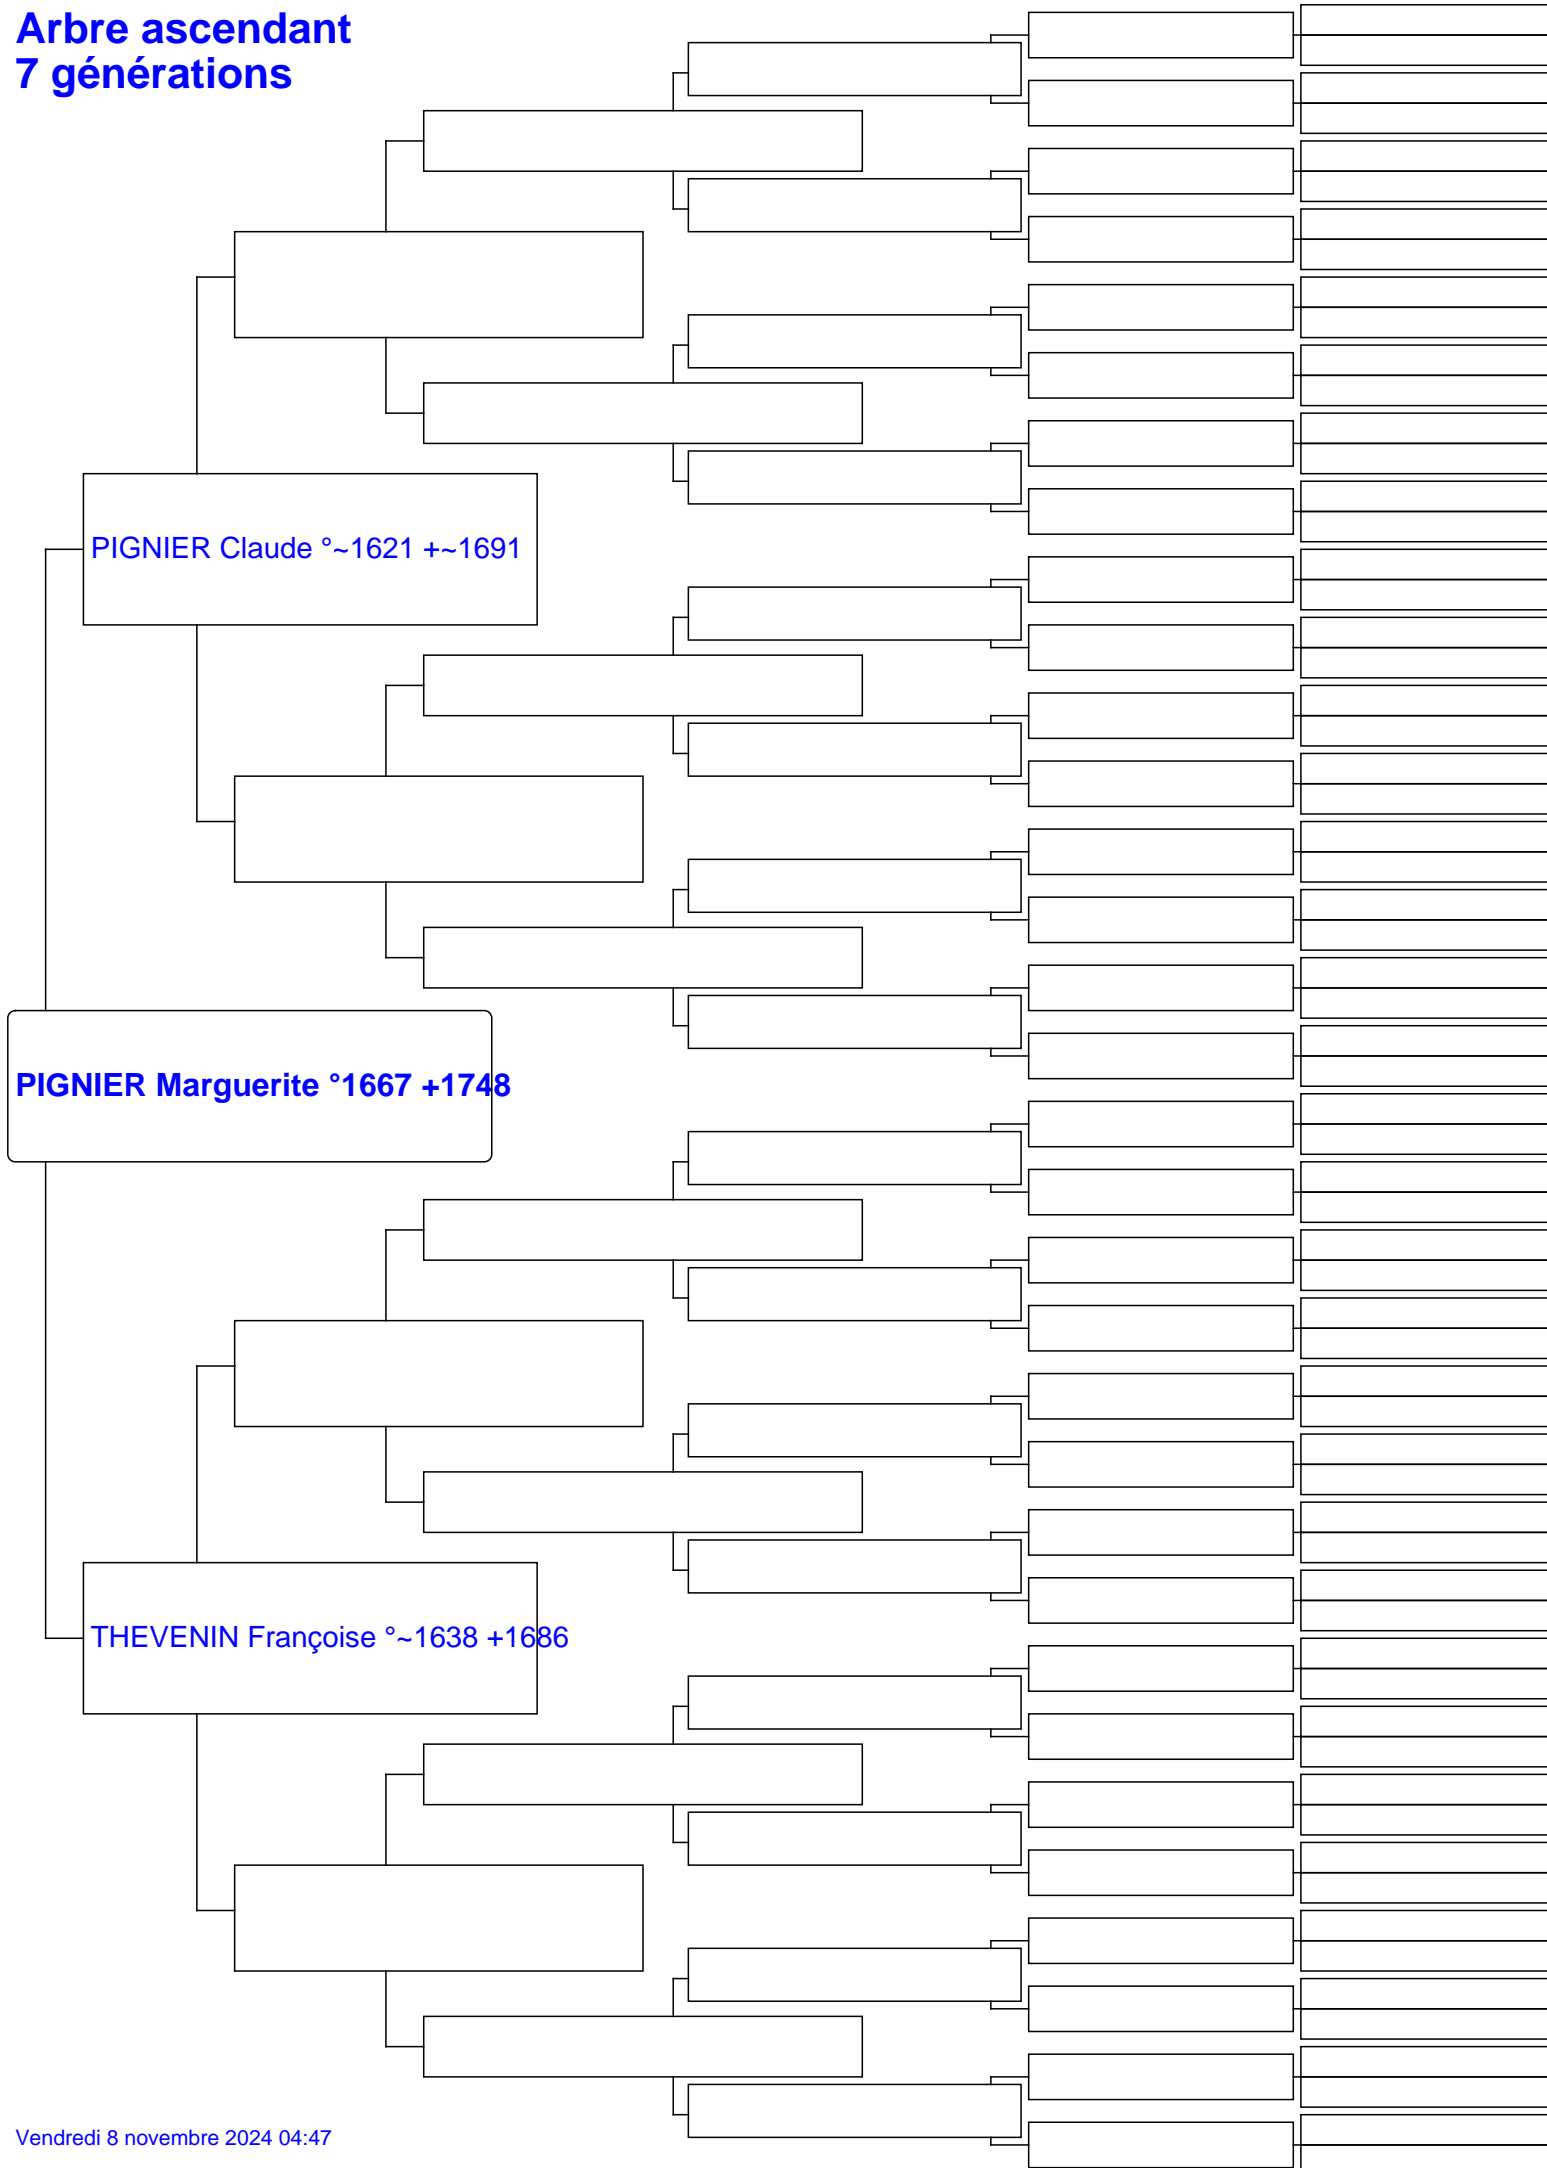 Arbre ascendant
7 générations
PIGNIER Claude °~1621 +~1691
PIGNIER Marguerite °1667 +1748
THEVENIN Françoise °~1638 +1686
Vendredi 8 novembre 2024 04:47